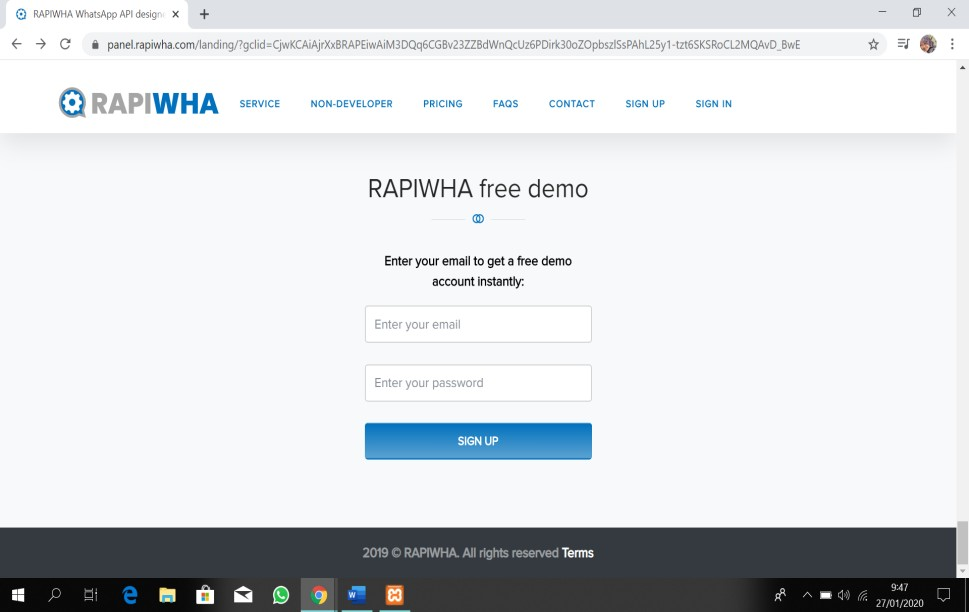 RAPIWHA WhatsApp API design
panel.rapiwha.com/landing/?gclid=CjwKCAiAjrXxBRAPEiwAiM3DQq6CGBv23ZZBdWnQcUz6PDirk30oZOpbszlSsPAhL25y1-tzt6SKSRoCL2MQAvD_BwE
RAPIWHA SERVICE NON-DEVELOPER PRICING FAQS CONTACT SIGN UP SIGN IN
RAPIWHA free demo
Enter your email to get a free demo
account instantly:
Enter your email
Enter your password
SIGN UP
2019 © RAPIWHA. All rights reserved Terms
9:47
27/01/2020